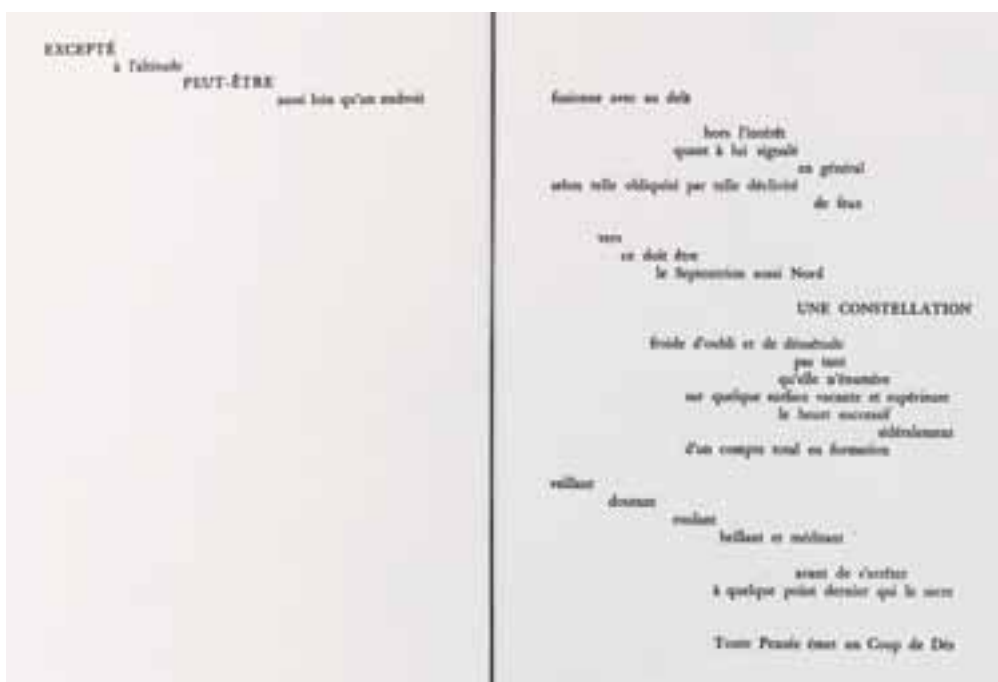 EXCEPTÉ
à l'altitude
PEUT-ÊTRE
aussi loin qu'un endroit
fusionne avec au delà
hors l'intérêt
quant à lui signalé
en général
selon telle obliquité par telle déclivité
de feux
vers
ce doit être
le Septentrion aussi Nord
UNE CONSTELLATION
froide d'oubli et de désuétude
pas tant
qu'elle n'énumère
sur quelque surface vacante et supérieure
le heurt successif
sidéralement
d'un compte total en formation
veillant
doutant
roulant
brillant et méditant
avant de s'arrêter
à quelque point dernier qui le sacre
Toute Pensée émet un Coup de Dés